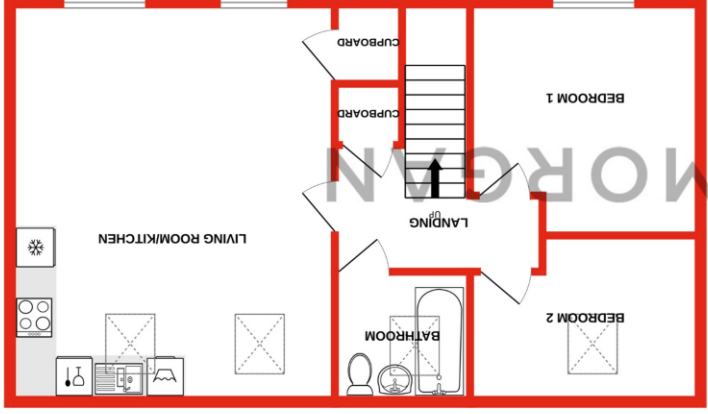 CUPBOARD
BEDROOM 1
CUPBOARD
MORGAN
UP
LANDING
LIVING ROOM/KITCHEN
BEDROOM 2
BATHROOM